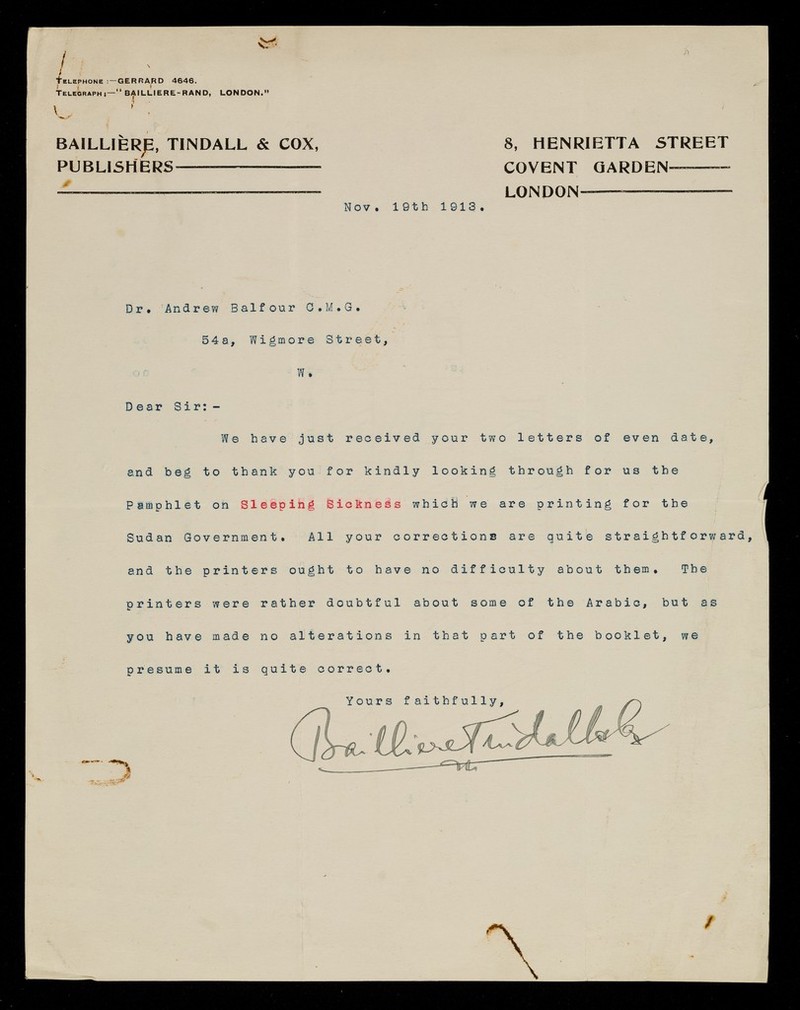 TELEPHONE:—GERRARD 4646.
TELEGRAPH;—"BAILLIERE-RAND, LONDON."
BAILLIÈRE, TINDALL & COX,
PUBLISHERS
8, HENRIETTA STREET
COVENT GARDEN
LONDON
Nov. 19th 1913.
Dr. Andrew Balfour C.M.G.
54a, Wigmore Street,
W.
Dear Sir:-
We have just received your two letters of even date,
and beg to thank you for kindly looking through for us the
Pamphlet on Sleeping Sickness which we are printing for the
Sudan Government. All your corrections are quite straightforward,
and the printers ought to have no difficulty about them. The
printers were rather doubtful about some of the Arabic, but as
you have made no alterations in that part of the booklet, we
presume it is quite correct.
Yours faithfully,
Bailliere Tindall & Cox